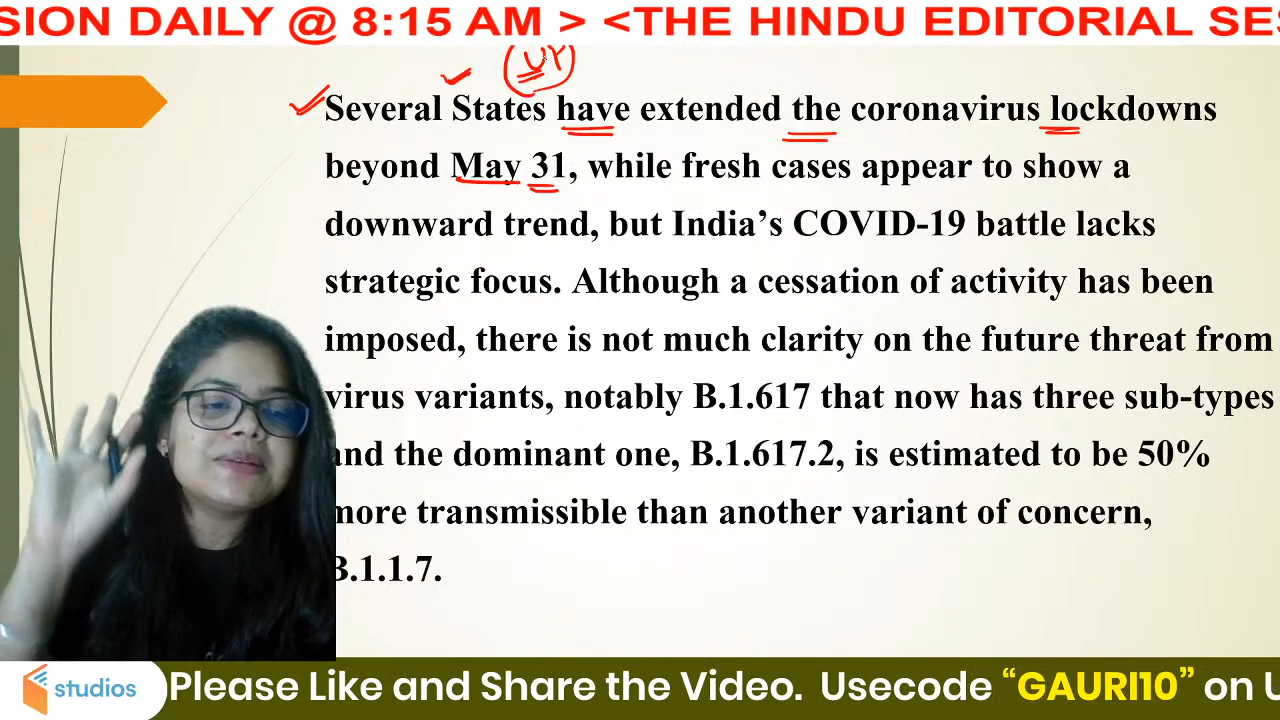 SION DAILY @ 8:15 AM > <THE HINDU EDITORIAL SES
UP
Several States have extended the coronavirus lockdowns
beyond May 31, while fresh cases appear to show a
downward trend, but India’s COVID-19 battle lacks
strategic focus. Although a cessation of activity has been
imposed, there is not much clarity on the future threat from
virus variants, notably B.1.617 that now has three sub-types
and the dominant one, B.1.617.2, is estimated to be 50%
more transmissible than another variant of concern,
B.1.1.7.
studios
Please Like and Share the Video. Usecode “GAURI10” on U